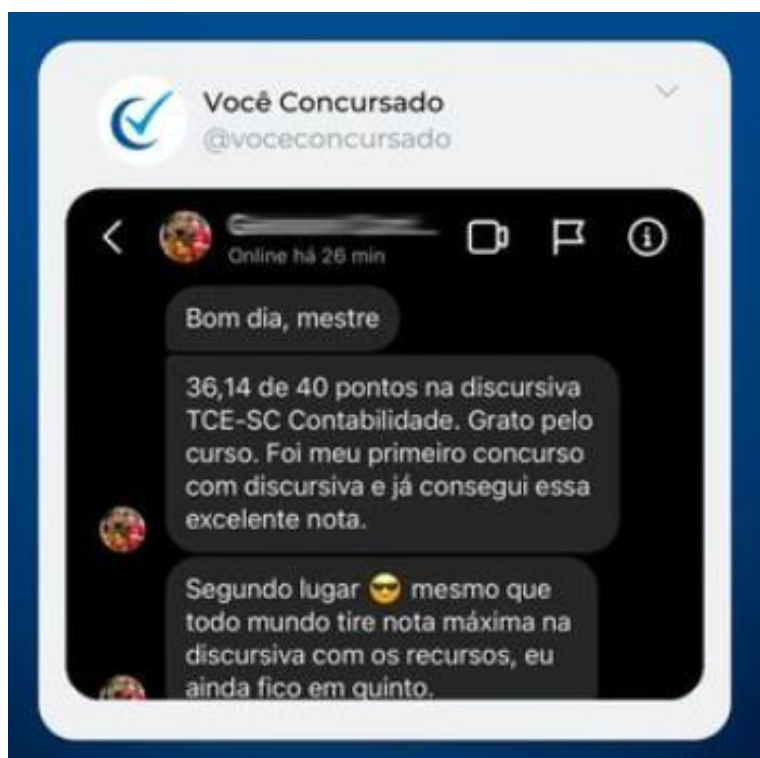 Você Concursado
@voceconcursado
Online há 26 min
Bom dia, mestre
36,14 de 40 pontos na discursiva
TCE-SC Contabilidade. Grato pelo
curso. Foi meu primeiro concurso
com discursiva e já consegui essa
excelente nota.
Segundo lugar 😎 mesmo que
todo mundo tire nota máxima na
discursiva com os recursos, eu
ainda fico em quinto.